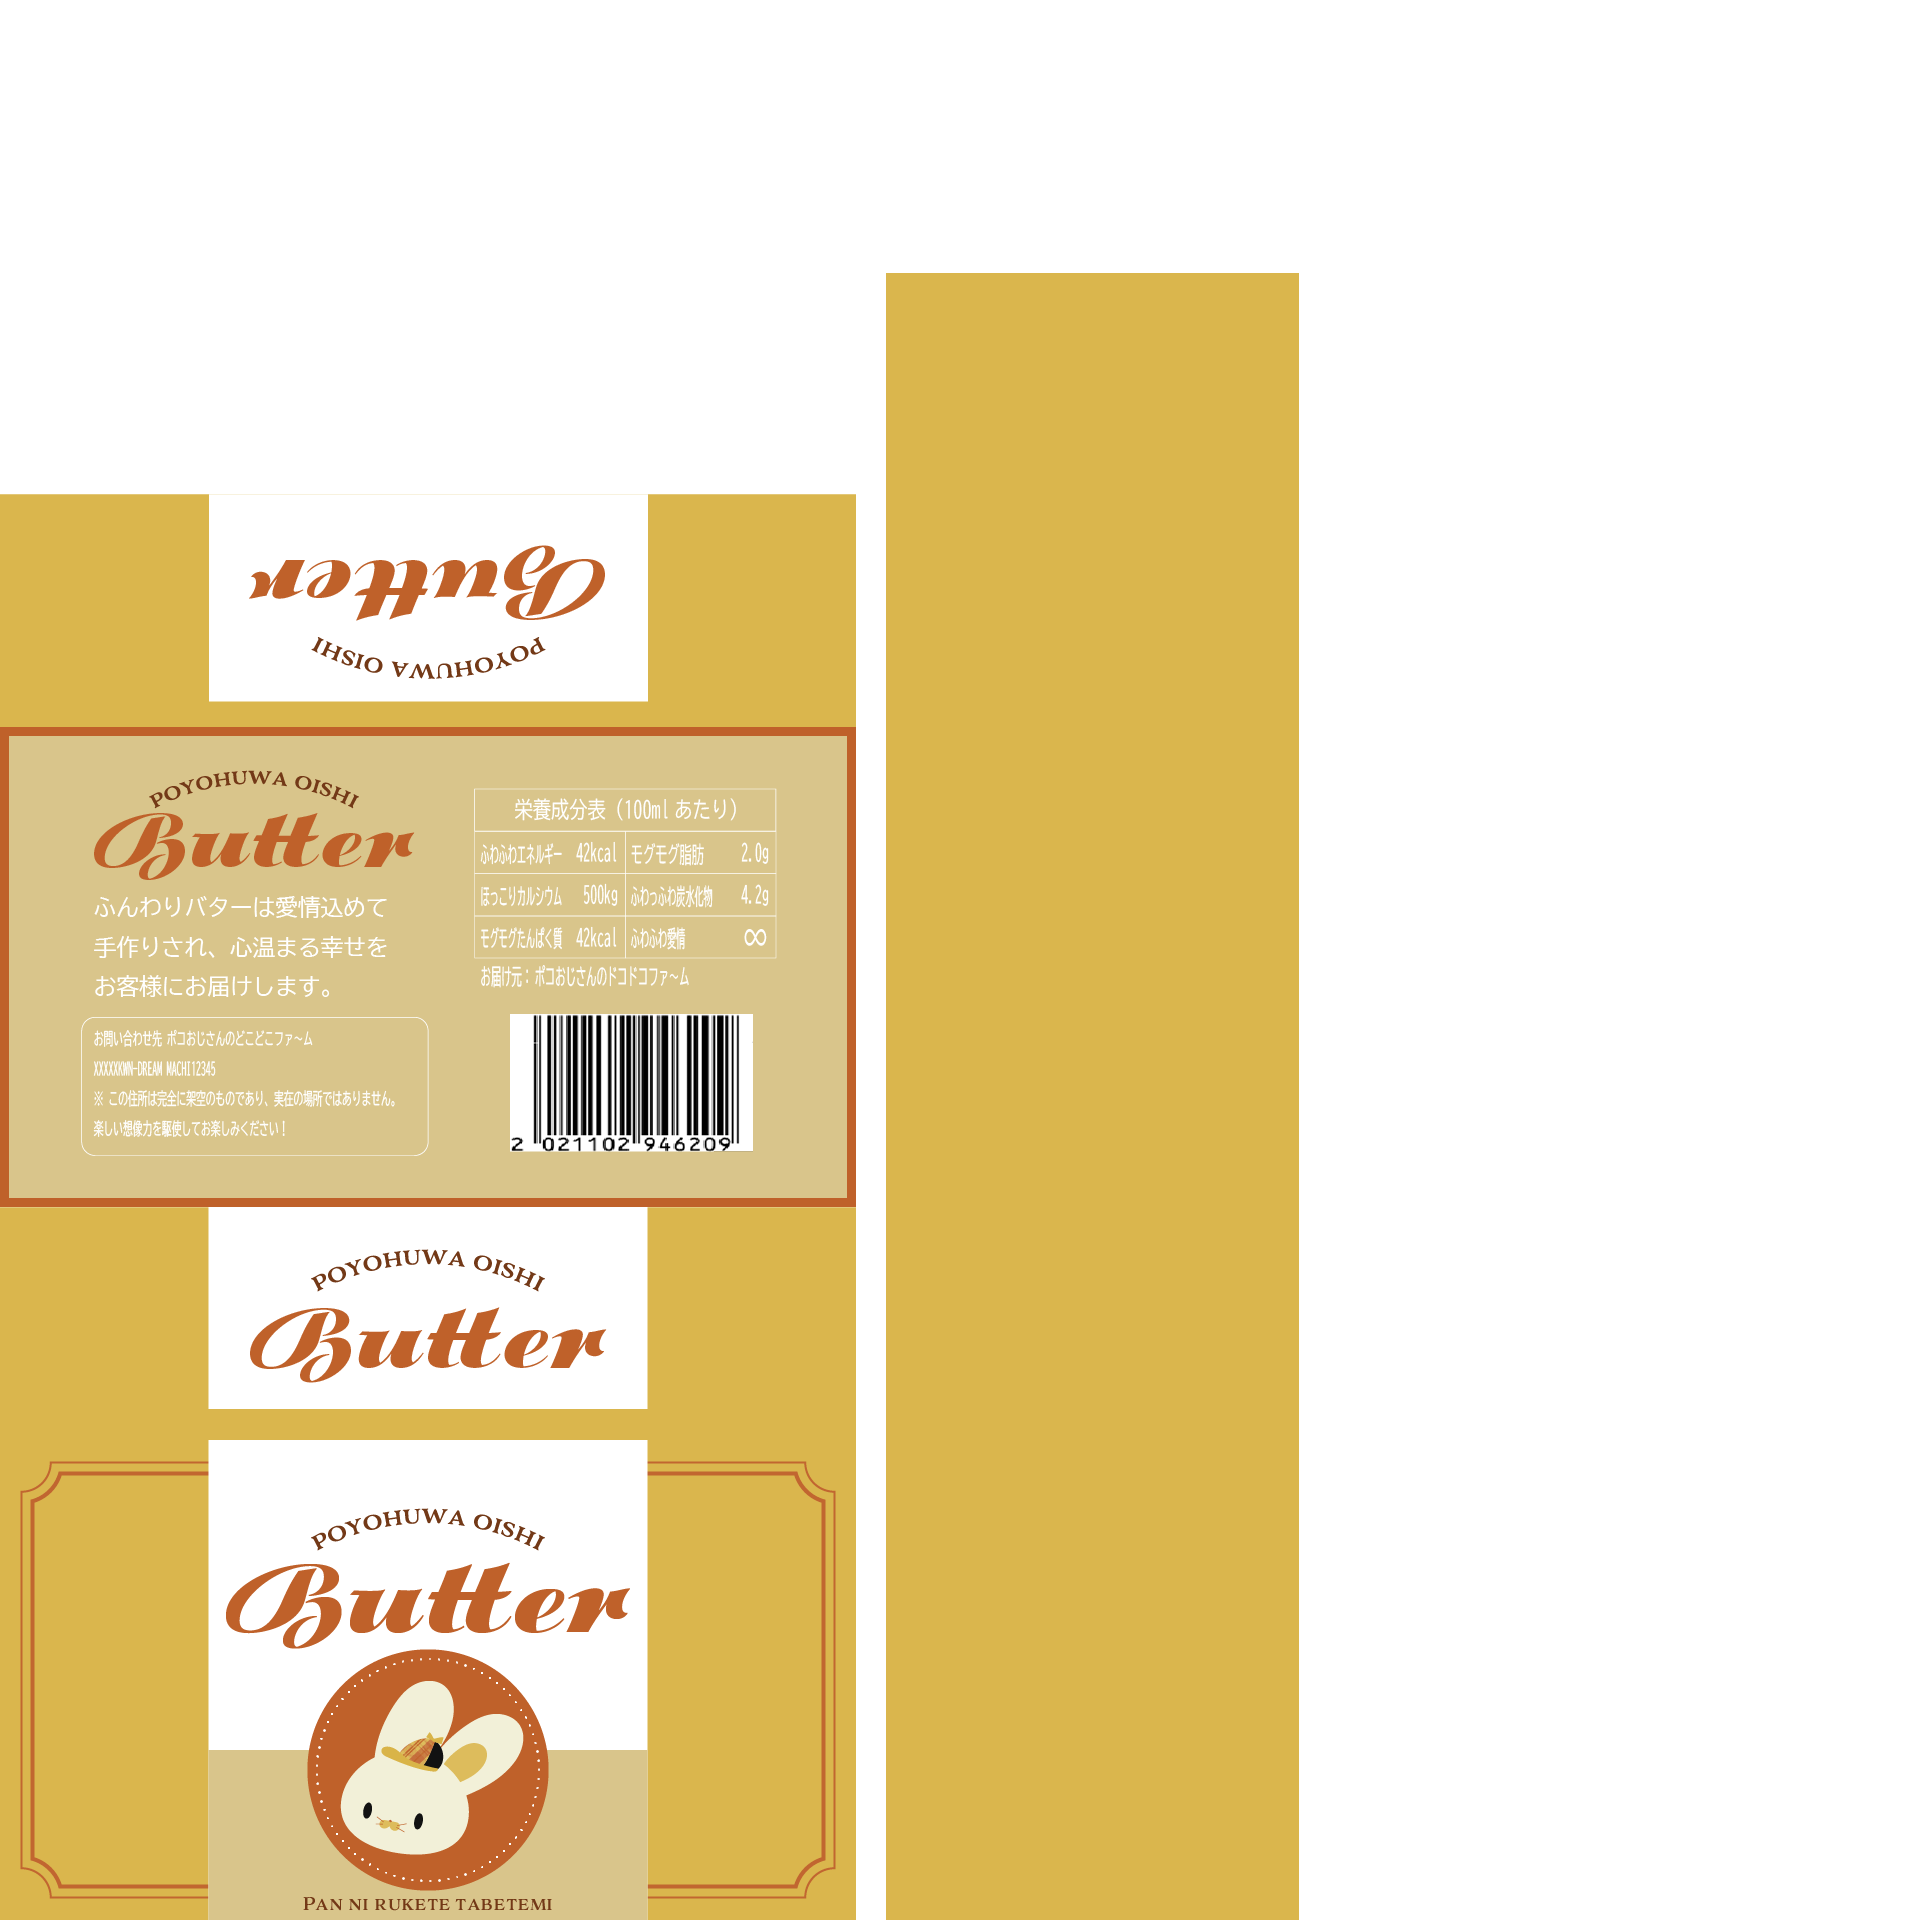 Butter
POYOHUWA OISHI
POYOHUWA OISHI
Butter
ふんわりバターは愛情込めて
手作りされ、心温まる幸せを
お客様にお届けします。
お問い合わせ先 ポコおじさんのどこどこファ～ム
XXXXXKWN-DREAM MACHI12345
※ この住所は完全に架空のものであり、実在の場所ではありません。
楽しい想像力を駆使してお楽しみください！
栄養成分表（100ml あたり）
ふわふわエネルギー 42kcal モグモグ脂肪 2.0g
ほっこりカルシウム 500kg ふわっふわ炭水化物 4.2g
モグモグたんぱく質 42kcal ふわふわ愛情 ∞
お届け元：ポコおじさんのドコドコファ～ム
2 021102 946209
POYOHUWA OISHI
Butter
POYOHUWA OISHI
Butter
PAN NI RUKETE TABETEMI